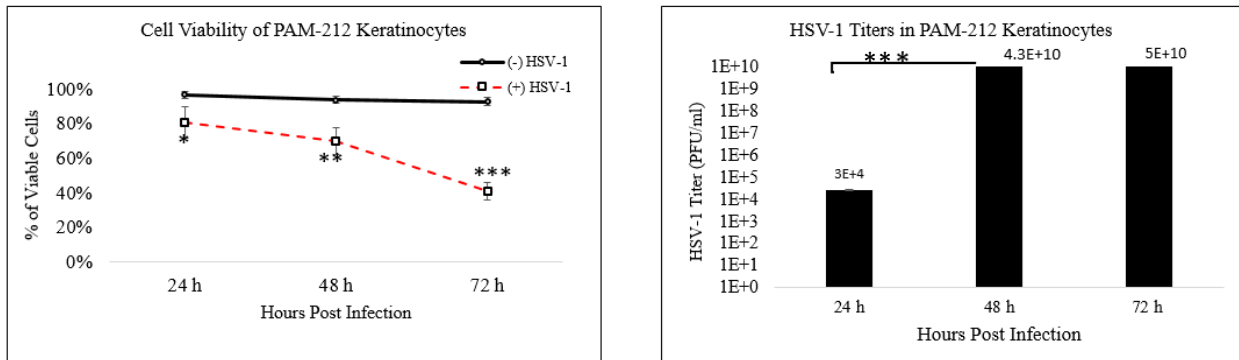 Cell Viability of PAM-212 Keratinocytes
(-) HSV-1
(+) HSV-1
% of Viable Cells
100%
80%
60%
40%
20%
0%
*
**
***
24 h
48 h
72 h
Hours Post Infection
HSV-1 Titers in PAM-212 Keratinocytes
***
4.3E+10
5E+10
3E+4
HSV-1 Titer (PFU/ml)
1E+10
1E+9
1E+8
1E+7
1E+6
1E+5
1E+4
1E+3
1E+2
1E+1
1E+0
24 h
48 h
72 h
Hours Post Infection